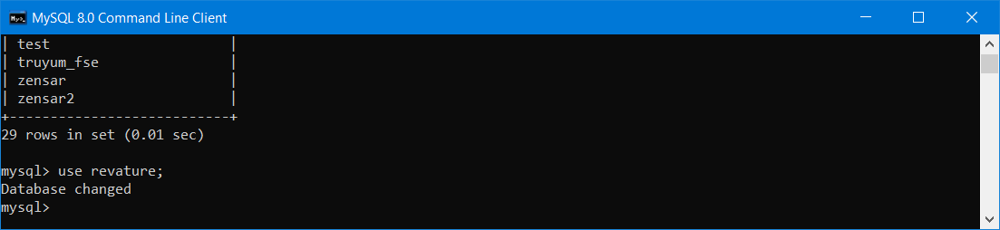 MySQL 8.0 Command Line Client
| test                      |
| truyum_fse                |
| zensar                    |
| zensar2                   |
+---------------------------+
29 rows in set (0.01 sec)
mysql> use revature;
Database changed
mysql>